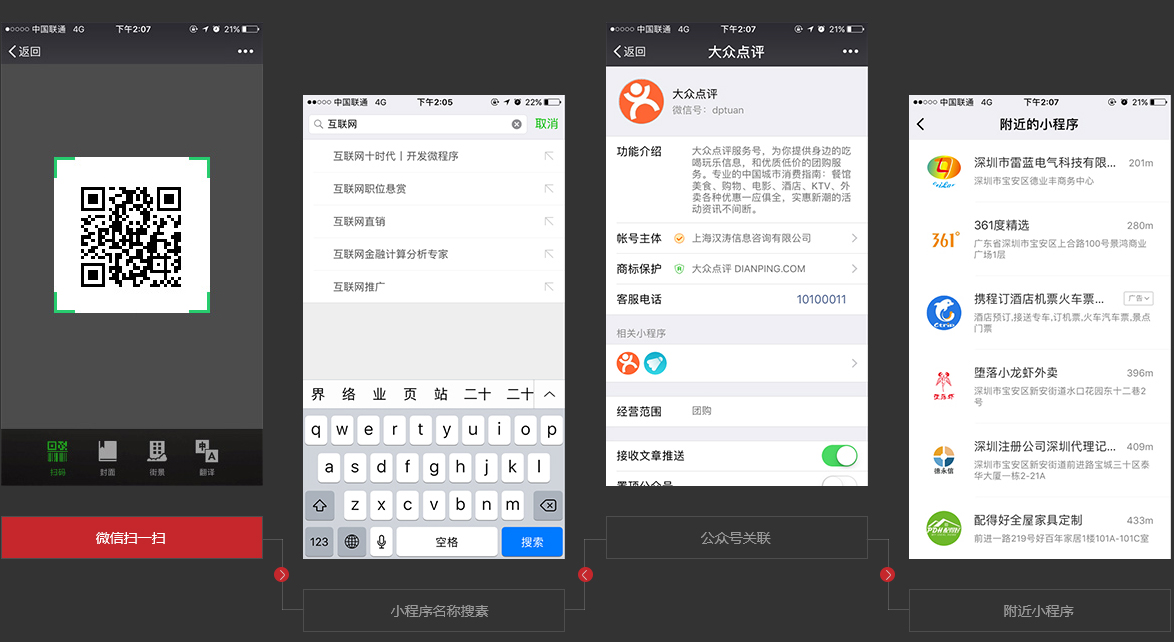 中国联通 4G 下午2:07 21%
返回
扫码 封面 街景 翻译
微信扫一扫
中国联通 4G 下午2:05 22%
互联网 取消
互联网十时代丨开发微程序
互联网职位悬赏
互联网直销
互联网金融计算分析专家
互联网推广
界 络 业 页 站 二十 二十
q w e r t y u i o p
a s d f g h j k l
z x c v b n m
123 空格 搜索
小程序名称搜素
中国联通 4G 下午2:07 21%
返回 大众点评
大众点评
微信号：dptuan
功能介绍 大众点评服务号，为你提供身边的吃
喝玩乐信息，和优质低价的团购服
务。专业的中国城市消费指南：餐馆
美食、购物、电影、酒店、KTV、外
卖各种优惠一应俱全，实惠新潮的活
动资讯不间断。
帐号主体 上海汉涛信息咨询有限公司
商标保护 大众点评 DIANPING.COM
客服电话 10100011
相关小程序
经营范围 团购
接收文章推送
置顶公众号
公众号关联
中国联通 4G 下午2:07 21%
附近的小程序
深圳市雷蓝电气科技有限... 201m
深圳市宝安区德业丰商务中心
361°
361度精选 280m
广东省深圳市宝安区上合路100号景鸿商业
广场1层
Ctrip
携程订酒店机票火车票... 广告
酒店预订,接送专车,订机票,火车汽车票,景点
门票
堕落虾
堕落小龙虾外卖 396m
深圳市宝安区新安街道水口花园东十二巷2
号
德永信
深圳注册公司深圳代理记... 409m
深圳市宝安区新安街道前进路宝城三十区泰
华大厦一栋2-21A
PDH
配得好全屋家具定制 433m
前进一路219号好百年家居1楼101A-101C室
附近小程序